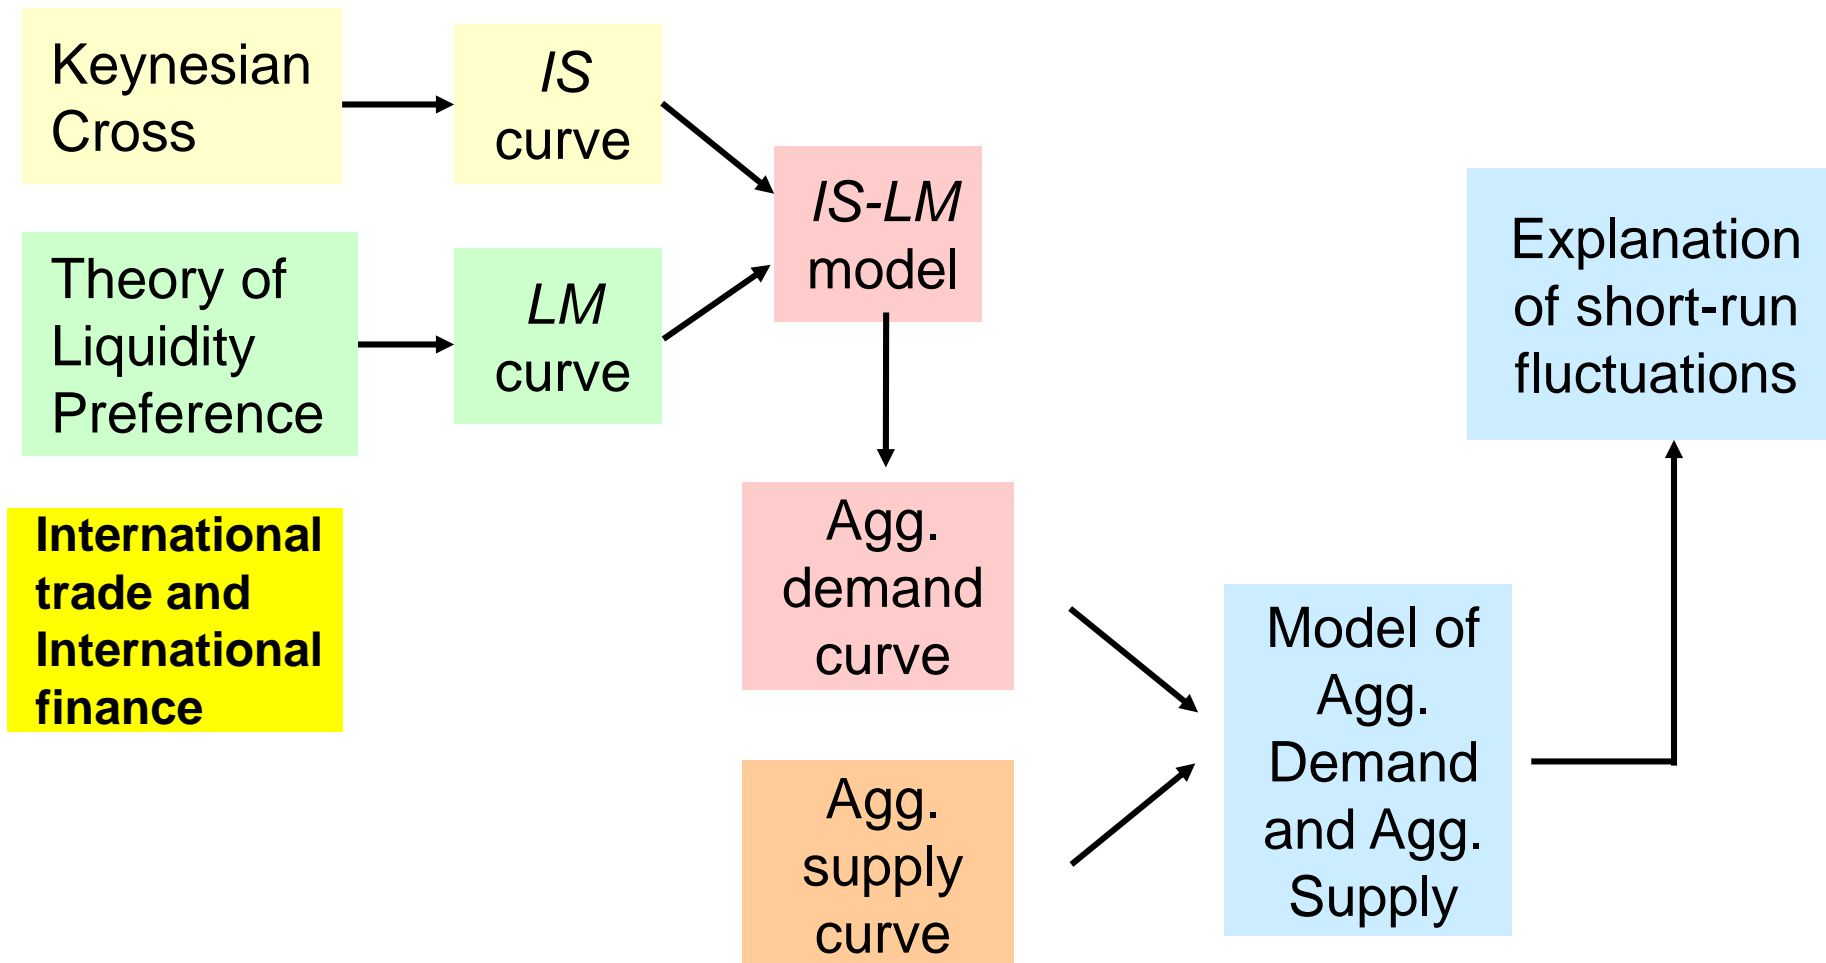 Keynesian
Cross
IS
curve
Theory of
Liquidity
Preference
LM
curve
IS-LM
model
International
trade and
International
finance
Agg.
demand
curve
Agg.
supply
curve
Model of
Agg.
Demand
and Agg.
Supply
Explanation
of short-run
fluctuations